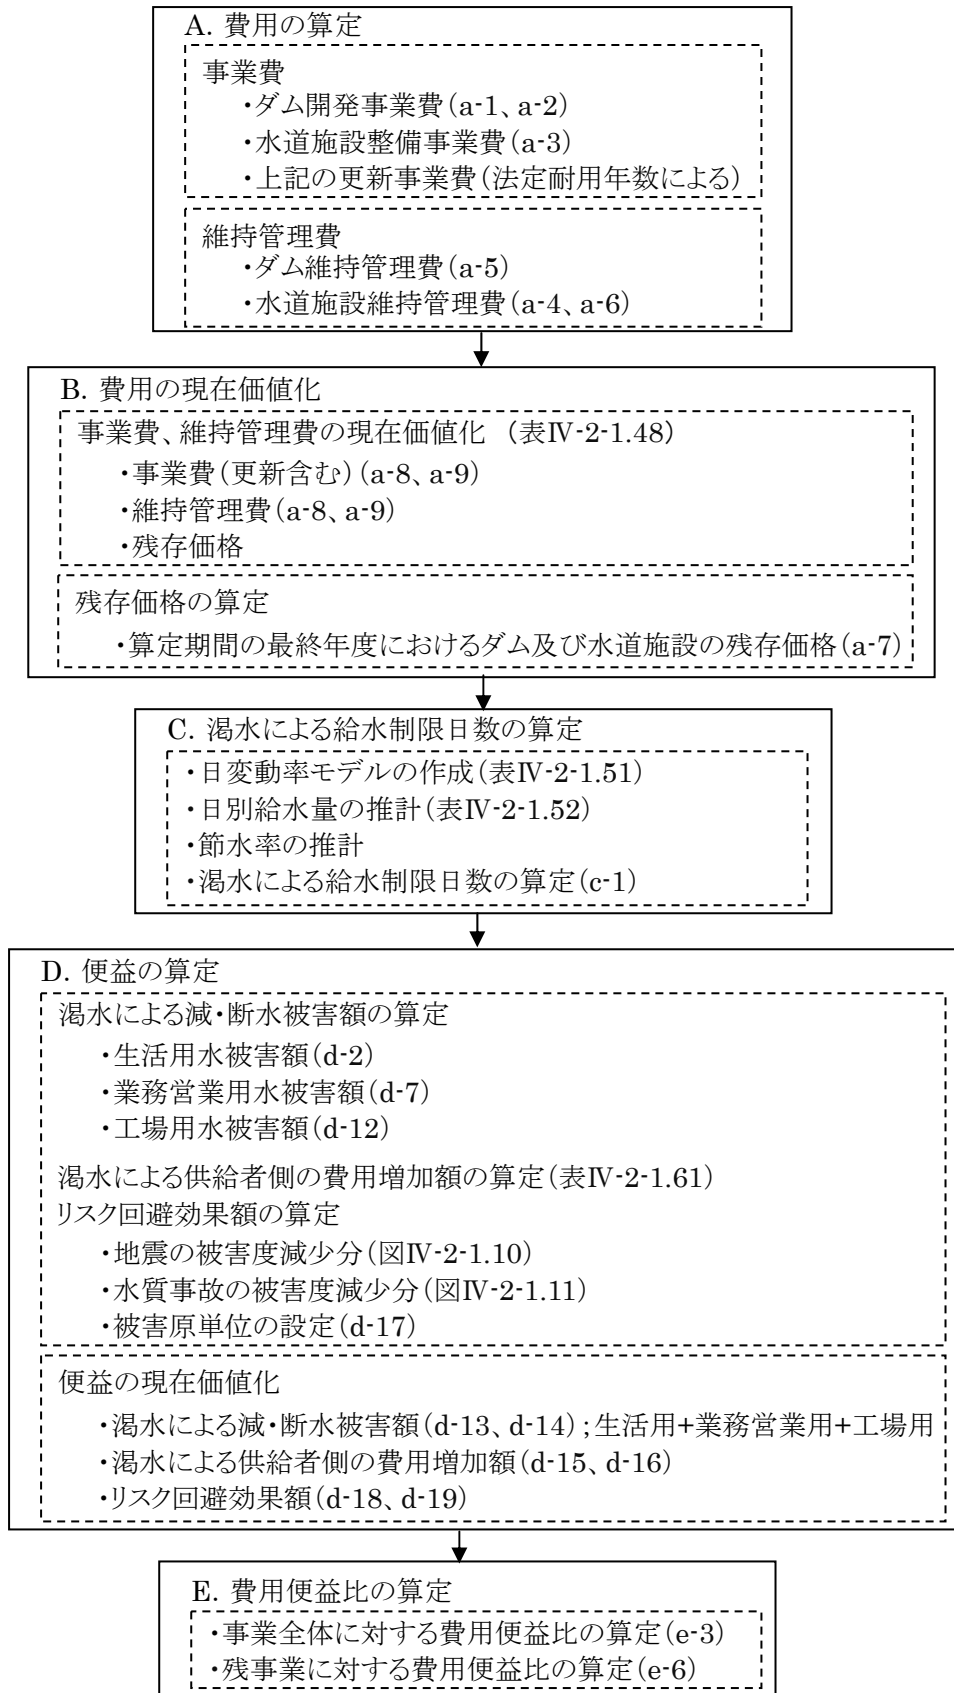 A. 費用の算定
事業費
・ダム開発事業費(a-1、a-2)
・水道施設整備事業費(a-3)
・上記の更新事業費(法定耐用年数による)
維持管理費
・ダム維持管理費(a-5)
・水道施設維持管理費(a-4、a-6)
B. 費用の現在価値化
事業費、維持管理費の現在価値化 (表Ⅳ-2-1.48)
・事業費(更新含む)(a-8、a-9)
・維持管理費(a-8、a-9)
・残存価格
残存価格の算定
・算定期間の最終年度におけるダム及び水道施設の残存価格(a-7)
C. 渇水による給水制限日数の算定
・日変動率モデルの作成(表Ⅳ-2-1.51)
・日別給水量の推計(表Ⅳ-2-1.52)
・節水率の推計
・渇水による給水制限日数の算定(c-1)
D. 便益の算定
渇水による減・断水被害額の算定
・生活用水被害額(d-2)
・業務営業用水被害額(d-7)
・工場用水被害額(d-12)
渇水による供給者側の費用増加額の算定(表Ⅳ-2-1.61)
リスク回避効果額の算定
・地震の被害度減少分(図Ⅳ-2-1.10)
・水質事故の被害度減少分(図Ⅳ-2-1.11)
・被害原単位の設定(d-17)
便益の現在価値化
・渇水による減・断水被害額(d-13、d-14);生活用+業務営業用+工場用
・渇水による供給者側の費用増加額(d-15、d-16)
・リスク回避効果額(d-18、d-19)
E. 費用便益比の算定
・事業全体に対する費用便益比の算定(e-3)
・残事業に対する費用便益比の算定(e-6)